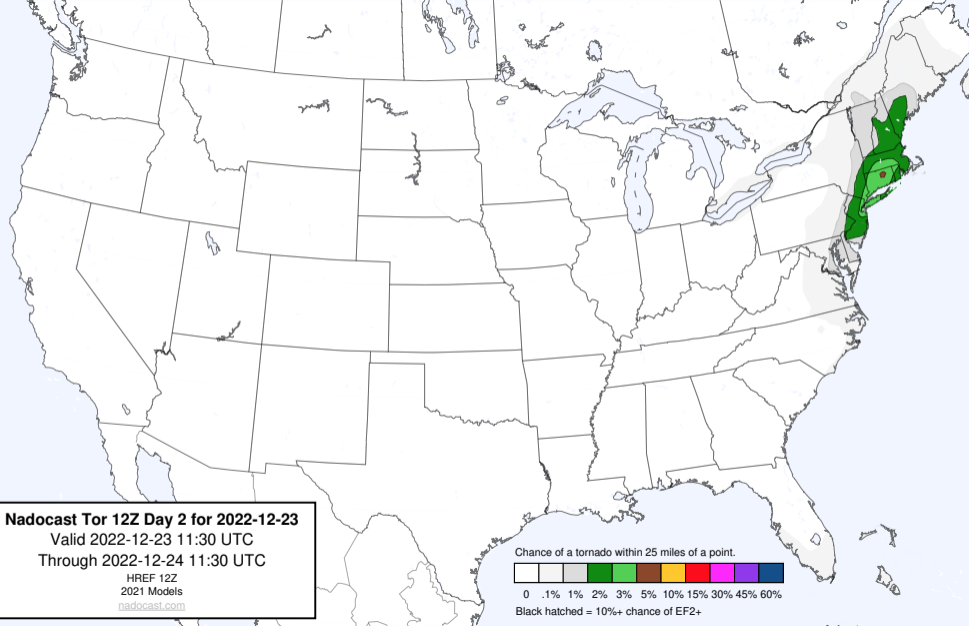 Nadocast Tor 12Z Day 2 for 2022-12-23
Valid 2022-12-23 11:30 UTC
Through 2022-12-24 11:30 UTC
HREF 12Z
2021 Models
nadocast.com
Chance of a tornado within 25 miles of a point.
0 .1% 1% 2% 3% 5% 10% 15% 30% 45% 60%
Black hatched = 10%+ chance of EF2+